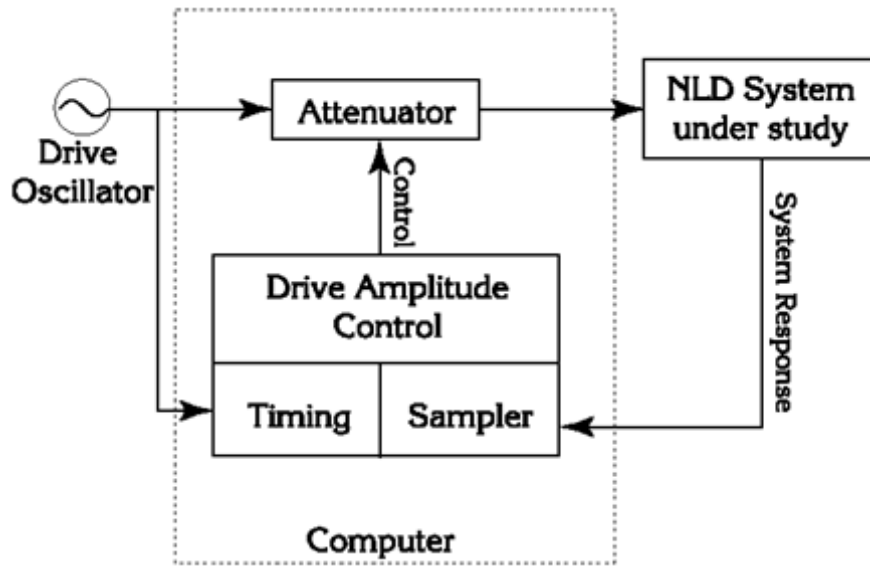 Drive
Oscillator
Attenuator
NLD System
under study
Control
System Response
Drive Amplitude
Control
Timing
Sampler
Computer